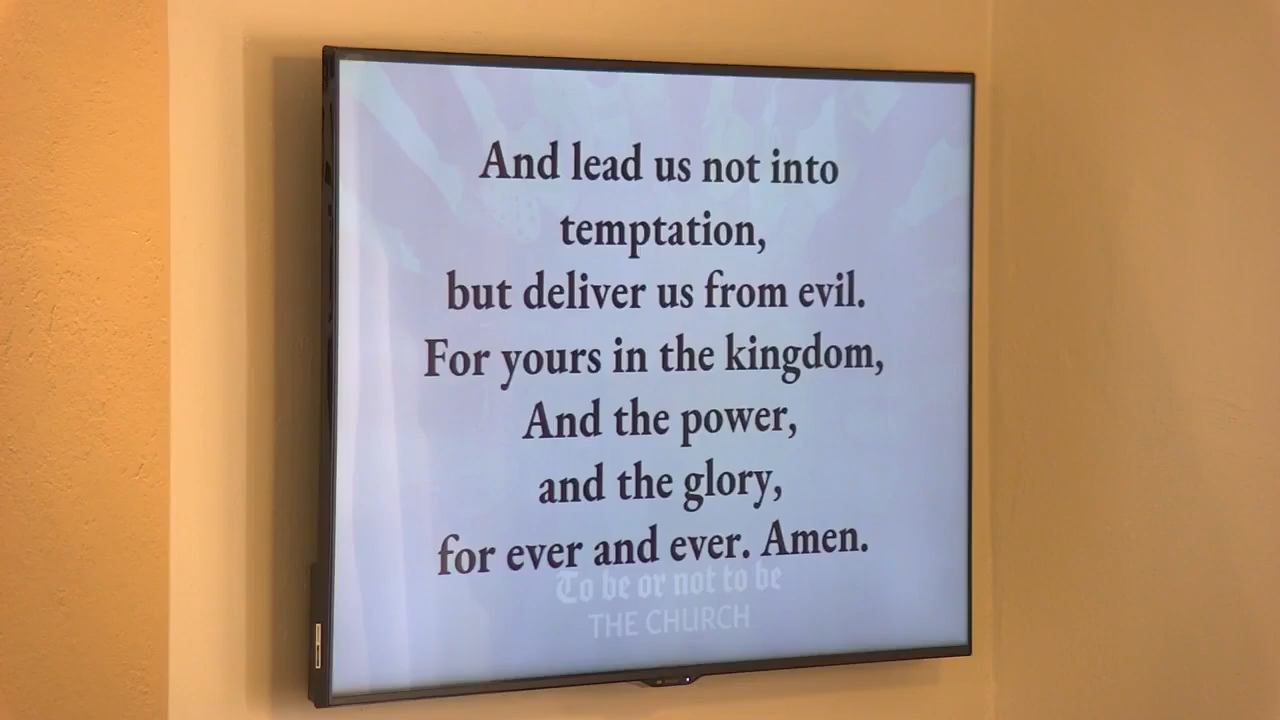 And lead us not into
temptation,
but deliver us from evil.
For yours in the kingdom,
And the power,
and the glory,
for ever and ever. Amen.
To be or not to be
THE CHURCH